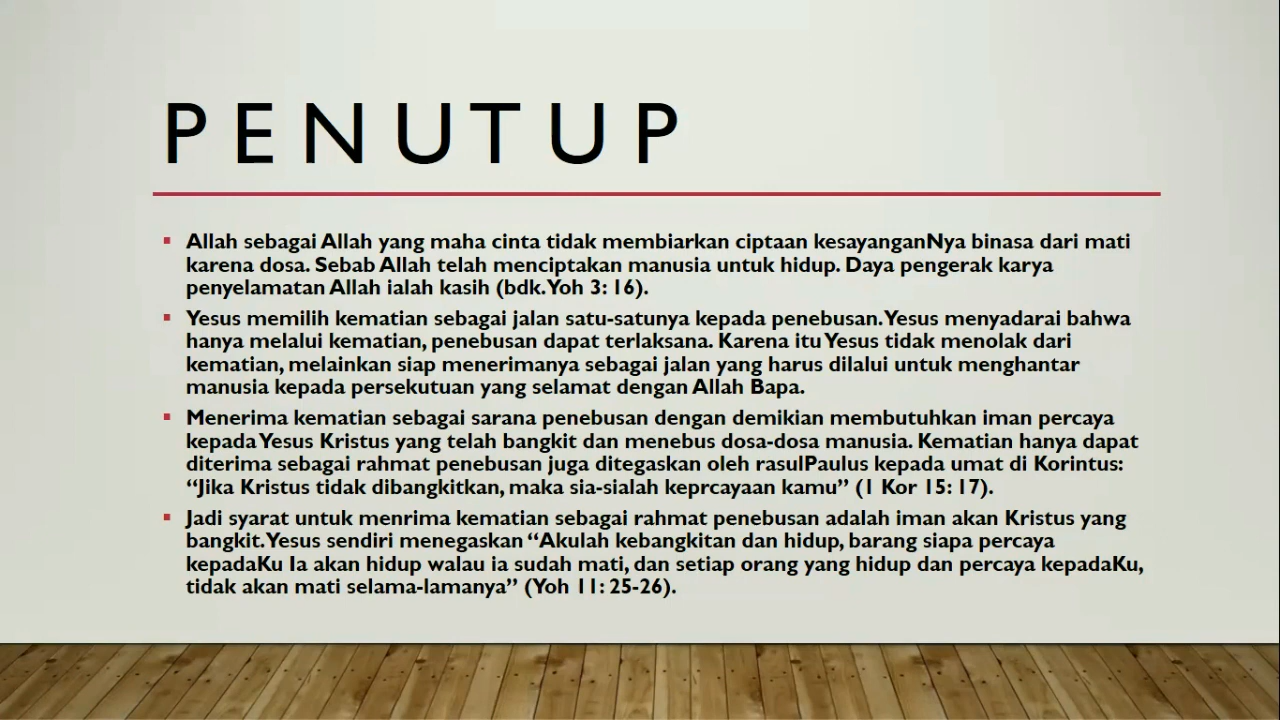 PENUTUP
▪ Allah sebagai Allah yang maha cinta tidak membiarkan ciptaan kesayanganNya binasa dari mati
karena dosa. Sebab Allah telah menciptakan manusia untuk hidup. Daya pengerak karya
penyelamatan Allah ialah kasih (bdk. Yoh 3: 16).
▪ Yesus memilih kematian sebagai jalan satu-satunya kepada penebusan. Yesus menyadarai bahwa
hanya melalui kematian, penebusan dapat terlaksana. Karena itu Yesus tidak menolak dari
kematian, melainkan siap menerimanya sebagai jalan yang harus dilalui untuk menghantar
manusia kepada persekutuan yang selamat dengan Allah Bapa.
▪ Menerima kematian sebagai sarana penebusan dengan demikian membutuhkan iman percaya
kepada Yesus Kristus yang telah bangkit dan menebus dosa-dosa manusia. Kematian hanya dapat
diterima sebagai rahmat penebusan juga ditegaskan oleh rasulPaulus kepada umat di Korintus:
“Jika Kristus tidak dibangkitkan, maka sia-sialah keprcayaan kamu” (1 Kor 15: 17).
▪ Jadi syarat untuk menrima kematian sebagai rahmat penebusan adalah iman akan Kristus yang
bangkit. Yesus sendiri menegaskan “Akulah kebangkitan dan hidup, barang siapa percaya
kepadaKu Ia akan hidup walau ia sudah mati, dan setiap orang yang hidup dan percaya kepadaKu,
tidak akan mati selama-lamanya” (Yoh 11: 25-26).